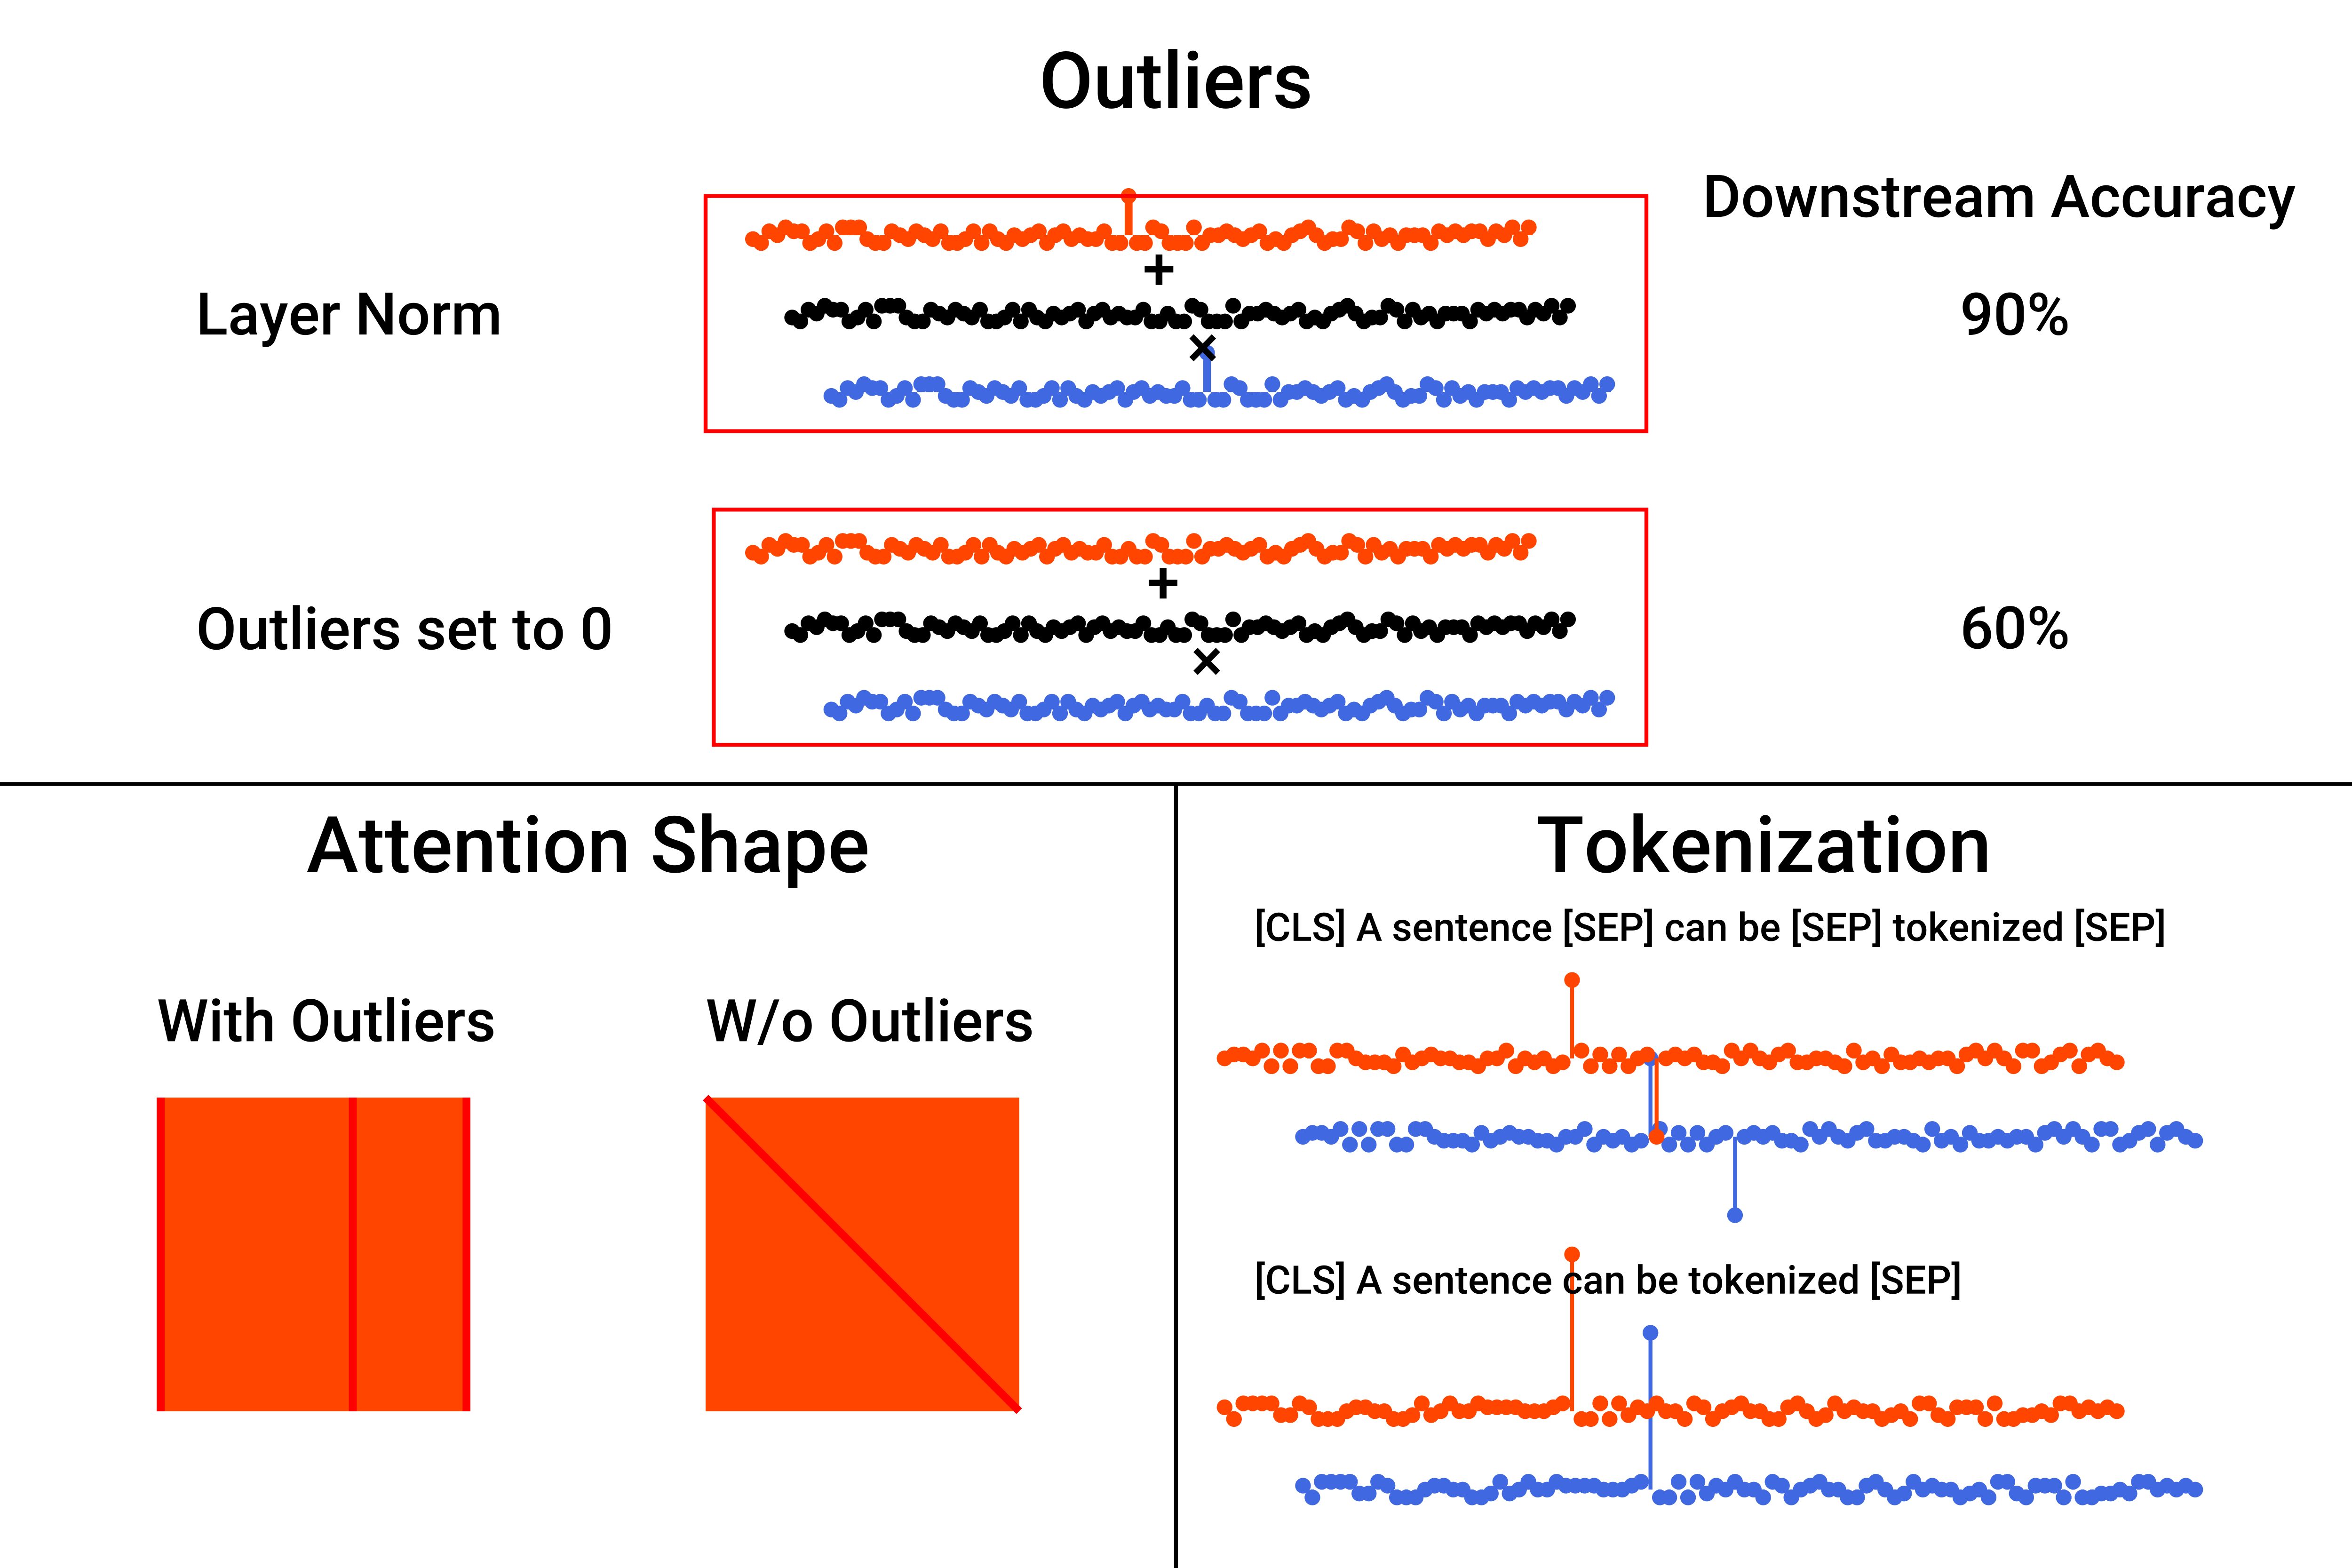 Outliers
Downstream Accuracy
+
Layer Norm
90%
×
+
Outliers set to 0
60%
×
Attention Shape
With Outliers
W/o Outliers
Tokenization
[CLS] A sentence [SEP] can be [SEP] tokenized [SEP]
[CLS] A sentence can be tokenized [SEP]